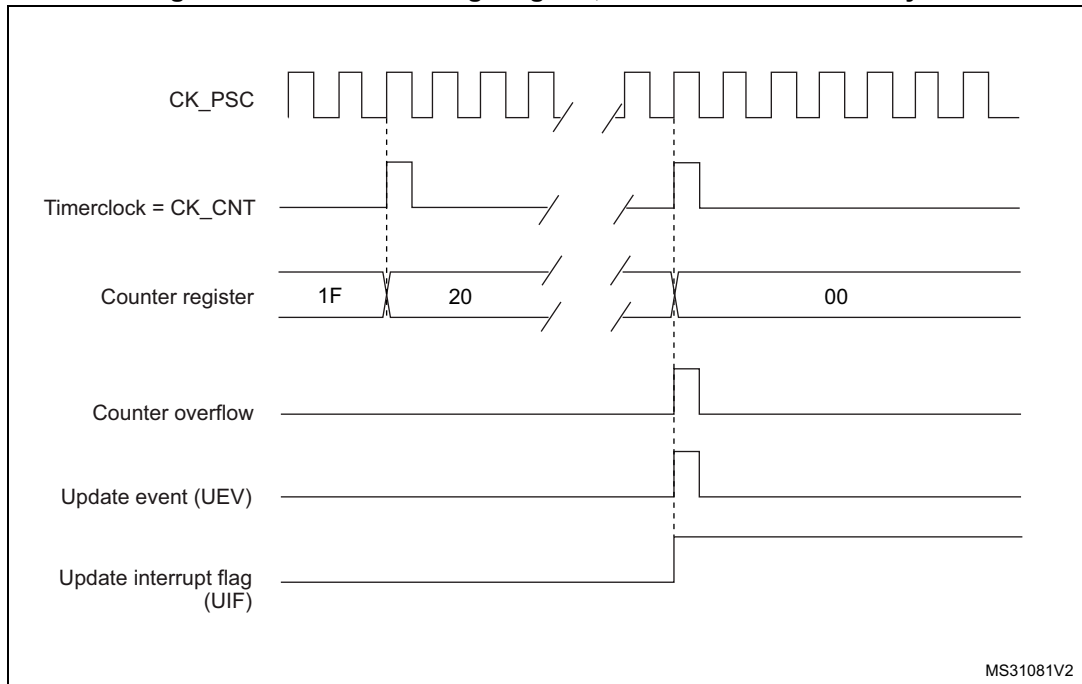 CK_PSC
Timerclock = CK_CNT
Counter register
1F
20
00
Counter overflow
Update event (UEV)
Update interrupt flag
(UIF)
MS31081V2